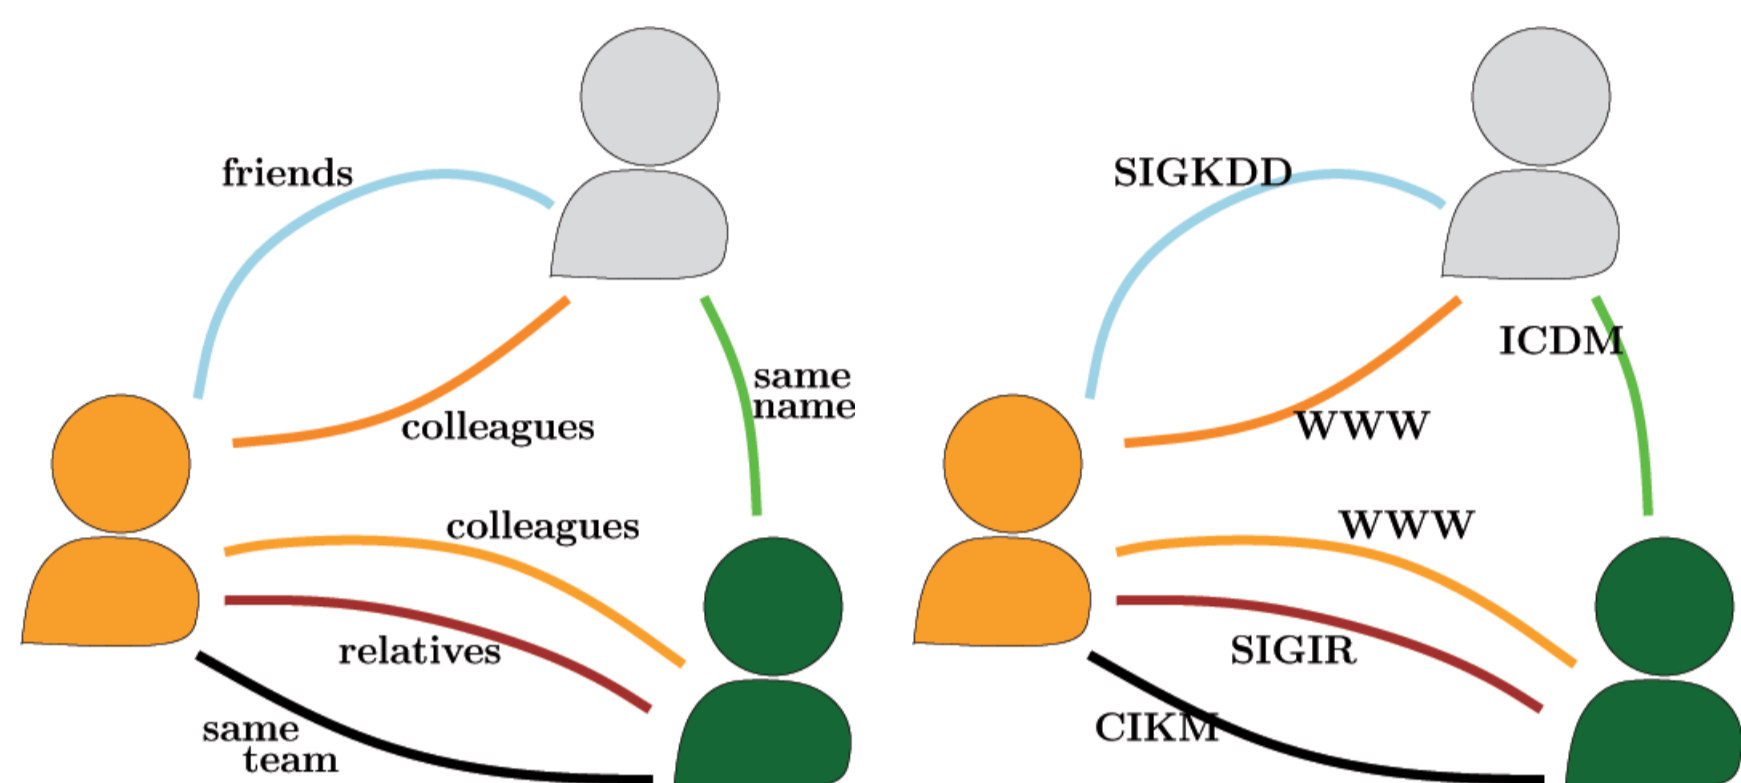 friends
colleagues
same
name
colleagues
relatives
same
team
SIGKDD
ICDM
WWW
WWW
SIGIR
CIKM